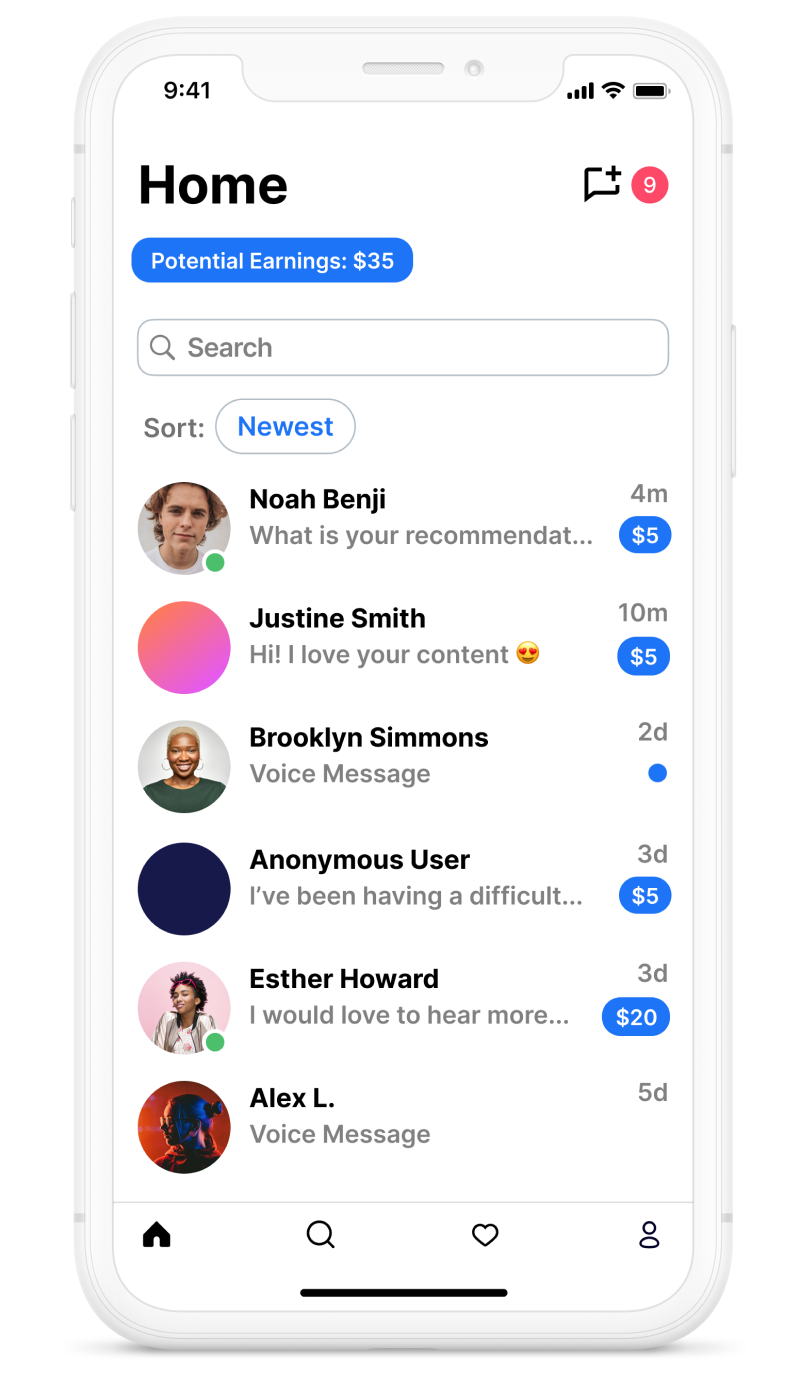 9:41
Home
9
Potential Earnings: $35
Search
Sort: Newest
Noah Benji
4m
What is your recommendat...
$5
Justine Smith
10m
Hi! I love your content 😍
$5
Brooklyn Simmons
2d
Voice Message
Anonymous User
3d
I’ve been having a difficult...
$5
Esther Howard
3d
I would love to hear more...
$20
Alex L.
5d
Voice Message